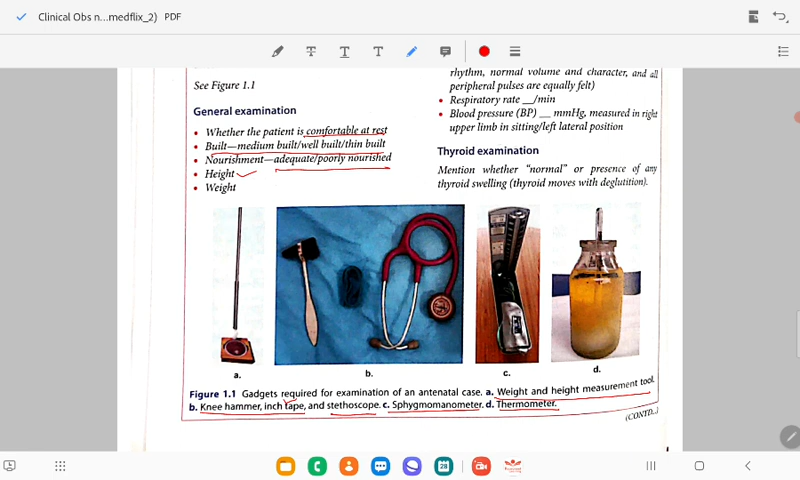 Clinical Obs n...medflix_2) PDF
See Figure 1.1
General examination
• Whether the patient is comfortable at rest
• Built—medium built/well built/thin built
• Nourishment—adequate/poorly nourished
• Height
• Weight
rhythm, normal volume and character, and all
peripheral pulses are equally felt)
• Respiratory rate __/min
• Blood pressure (BP) __ mmHg, measured in right
upper limb in sitting/left lateral position
Thyroid examination
Mention whether “normal” or presence of any
thyroid swelling (thyroid moves with deglutition).
a.
b.
c.
d.
Figure 1.1 Gadgets required for examination of an antenatal case. a. Weight and height measurement tool.
b. Knee hammer, inch tape, and stethoscope. c. Sphygmomanometer. d. Thermometer.
(CONTD..)
28